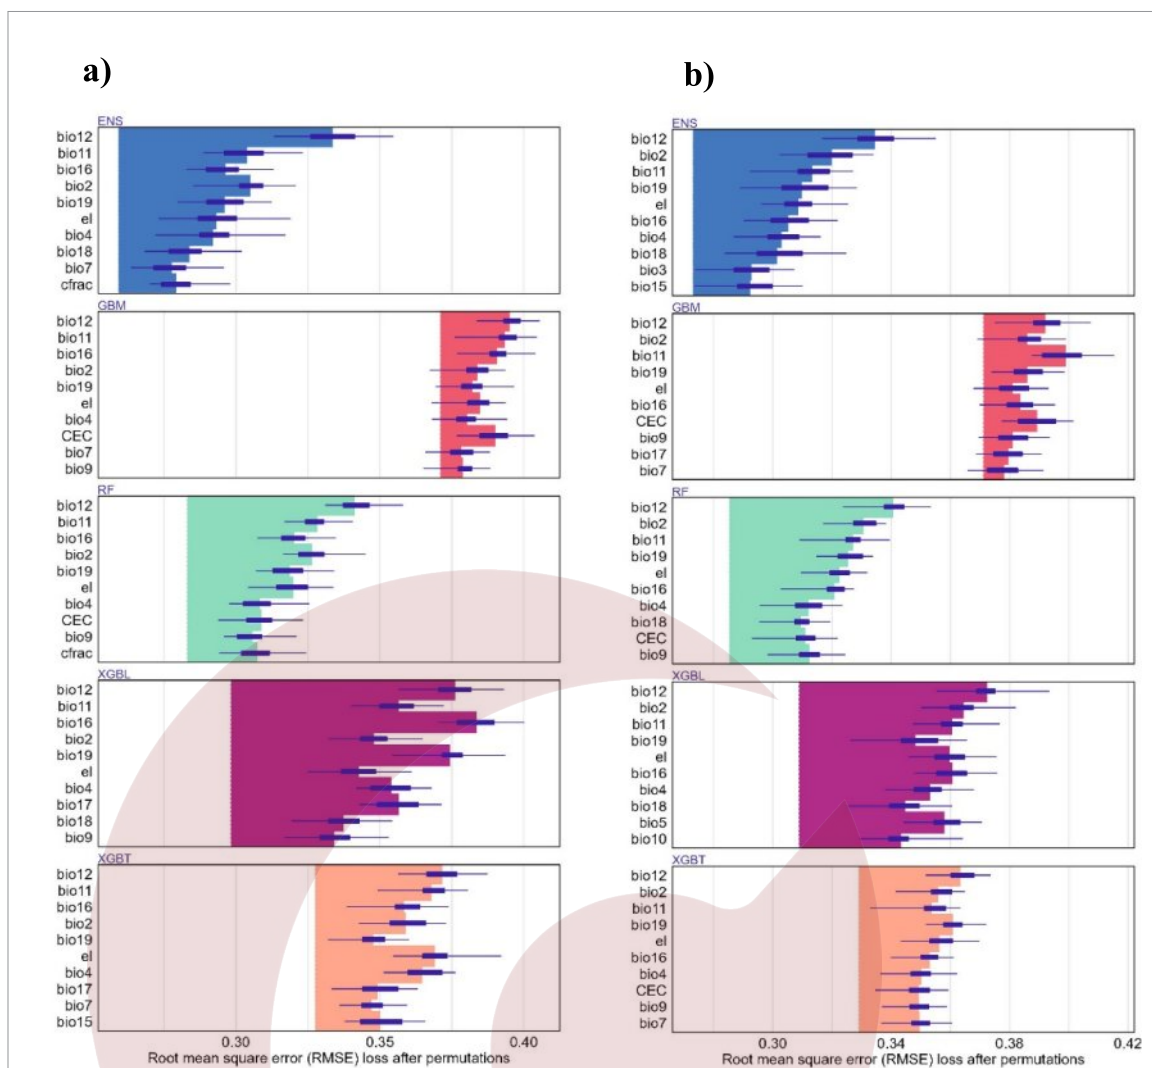 a)
ENS
bio12
bio11
bio16
bio2
bio19
el
bio4
bio18
bio7
cfrac
GBM
bio12
bio11
bio16
bio2
bio19
el
bio4
CEC
bio7
bio9
RF
bio12
bio11
bio16
bio2
bio19
el
bio4
CEC
bio9
cfrac
XGBL
bio12
bio11
bio16
bio2
bio19
el
bio4
bio17
bio18
bio9
XGBT
bio12
bio11
bio16
bio2
bio19
el
bio4
bio17
bio7
bio15
0.30 0.35 0.40
Root mean square error (RMSE) loss after permutations
b)
ENS
bio12
bio2
bio11
bio19
el
bio16
bio4
bio18
bio3
bio15
GBM
bio12
bio2
bio11
bio19
el
bio16
CEC
bio9
bio17
bio7
RF
bio12
bio2
bio11
bio19
el
bio16
bio4
bio18
CEC
bio9
XGBL
bio12
bio2
bio11
bio19
el
bio16
bio4
bio18
bio5
bio10
XGBT
bio12
bio2
bio11
bio19
el
bio16
bio4
CEC
bio9
bio7
0.30 0.34 0.38 0.42
Root mean square error (RMSE) loss after permutations